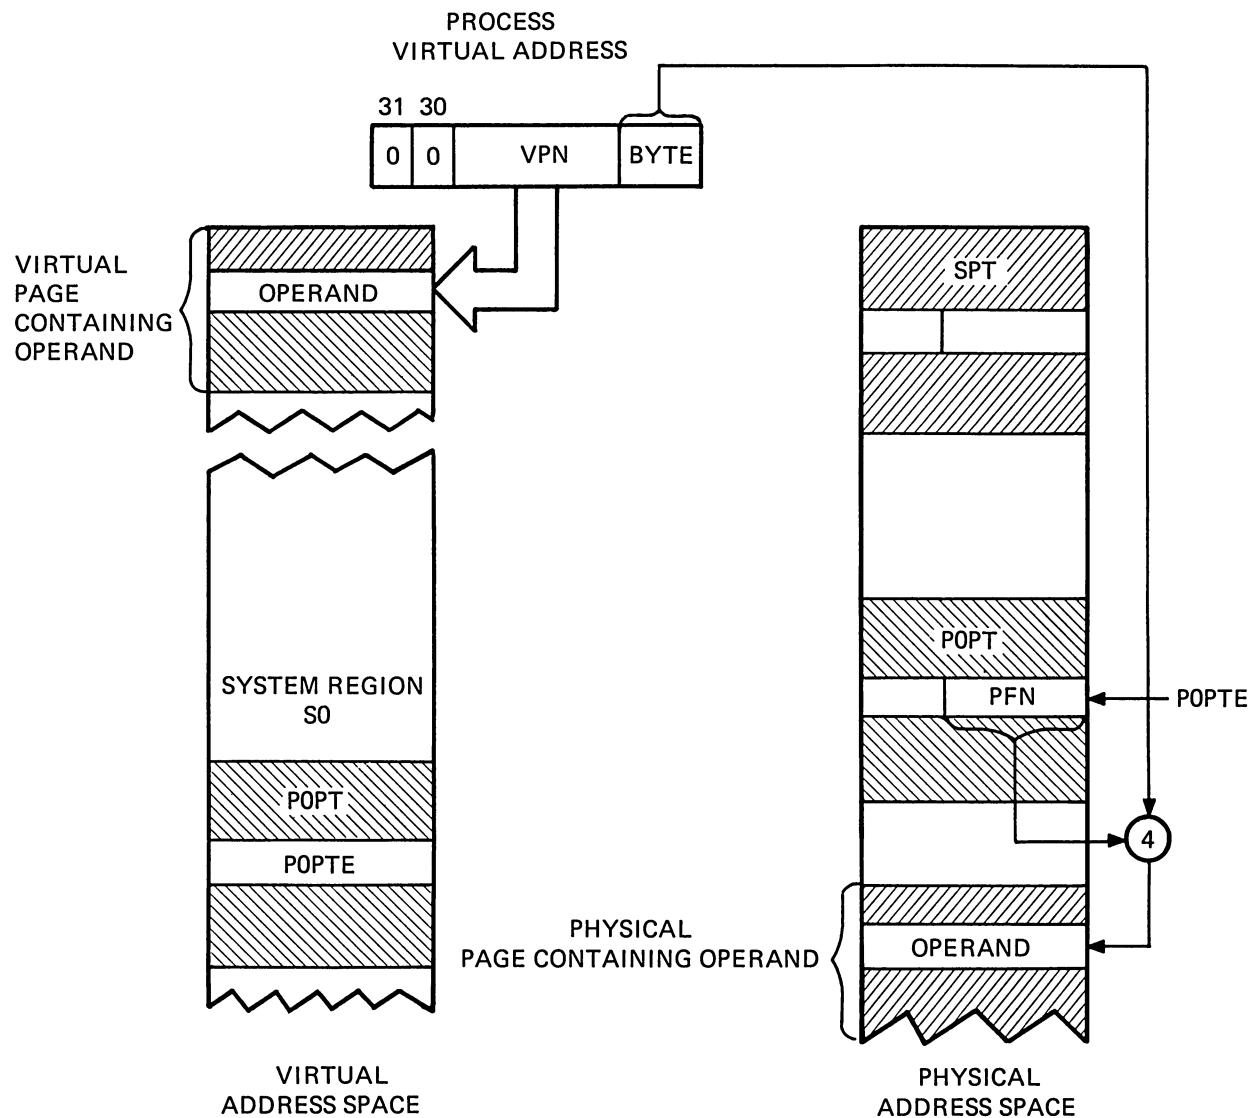 PROCESS
VIRTUAL ADDRESS
31 30
0 0 VPN BYTE
VIRTUAL
PAGE
CONTAINING
OPERAND
OPERAND
SPT
SYSTEM REGION
S0
P0PT
P0PTE
P0PT
PFN
P0PTE
4
PHYSICAL
PAGE CONTAINING OPERAND
OPERAND
VIRTUAL
ADDRESS SPACE
PHYSICAL
ADDRESS SPACE